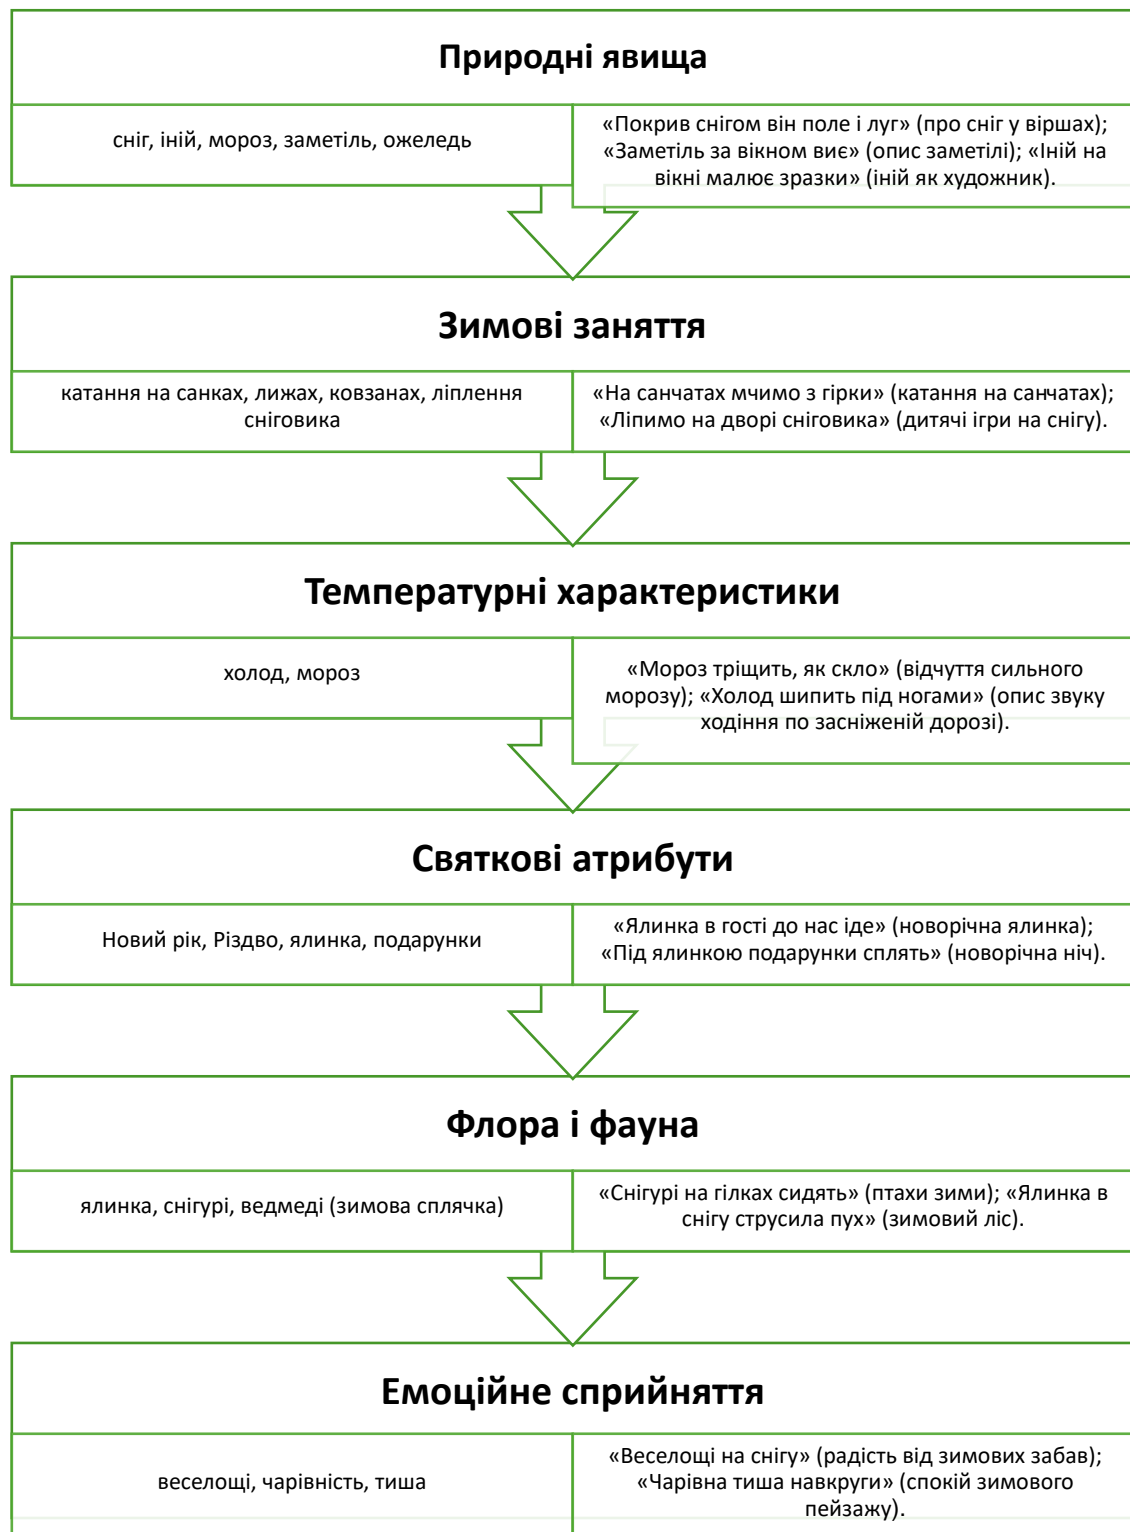 Природні явища
сніг, іній, мороз, заметіль, ожеледь
«Покрив снігом він поле і луг» (про сніг у віршах);
«Заметіль за вікном виє» (опис заметілі); «Іній на
вікні малює зразки» (іній як художник).
Зимові заняття
катання на санках, лижах, ковзанах, ліплення
сніговика
«На санчатах мчимо з гірки» (катання на санчатах);
«Ліпимо на дворі сніговика» (дитячі ігри на снігу).
Температурні характеристики
холод, мороз
«Мороз тріщить, як скло» (відчуття сильного
морозу); «Холод шипить під ногами» (опис звуку
ходіння по засніженій дорозі).
Святкові атрибути
Новий рік, Різдво, ялинка, подарунки
«Ялинка в гості до нас іде» (новорічна ялинка);
«Під ялинкою подарунки сплять» (новорічна ніч).
Флора і фауна
ялинка, снігурі, ведмеді (зимова сплячка)
«Снігурі на гілках сидять» (птахи зими); «Ялинка в
снігу струсила пух» (зимовий ліс).
Емоційне сприйняття
веселощі, чарівність, тиша
«Веселощі на снігу» (радість від зимових забав);
«Чарівна тиша навкруги» (спокій зимового
пейзажу).